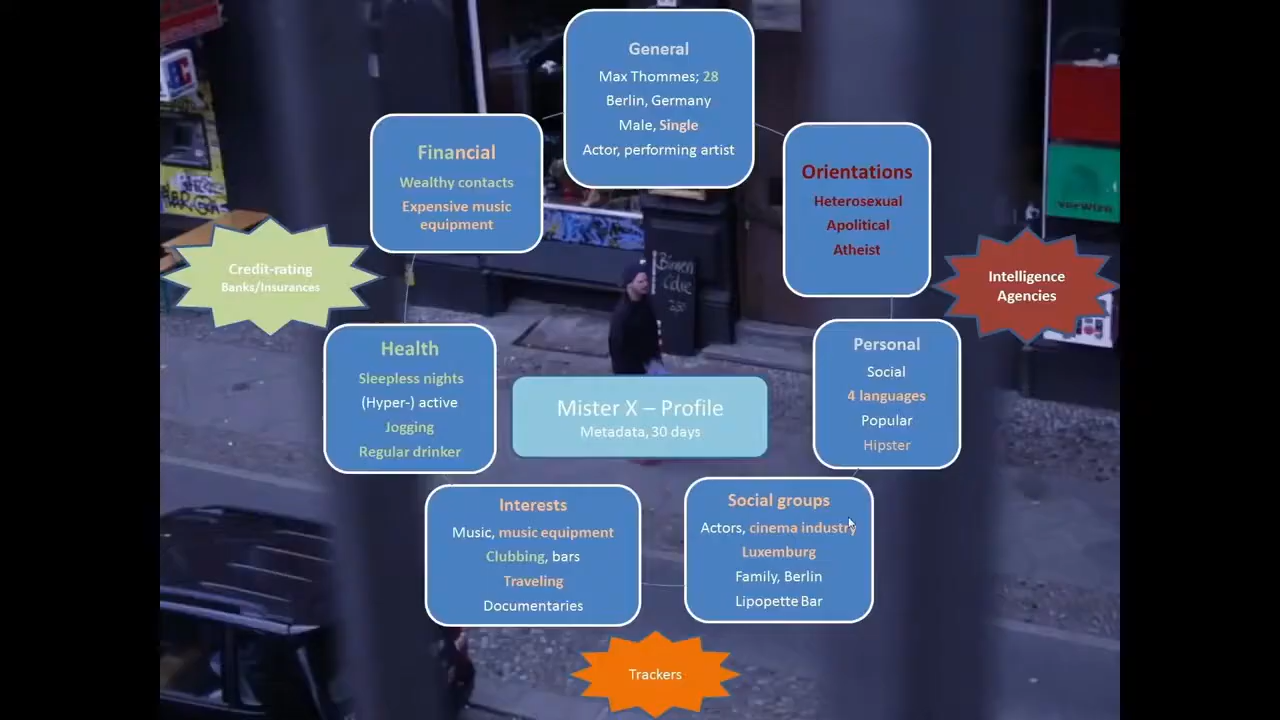 General
Max Thommes; 28
Berlin, Germany
Male, Single
Actor, performing artist
Financial
Wealthy contacts
Expensive music
equipment
Orientations
Heterosexual
Apolitical
Atheist
Credit-rating
Banks/Insurances
Intelligence
Agencies
Health
Sleepless nights
(Hyper-) active
Jogging
Regular drinker
Mister X – Profile
Metadata, 30 days
Personal
Social
4 languages
Popular
Hipster
Interests
Music, music equipment
Clubbing, bars
Traveling
Documentaries
Social groups
Actors, cinema industry
Luxemburg
Family, Berlin
Lipopette Bar
Trackers